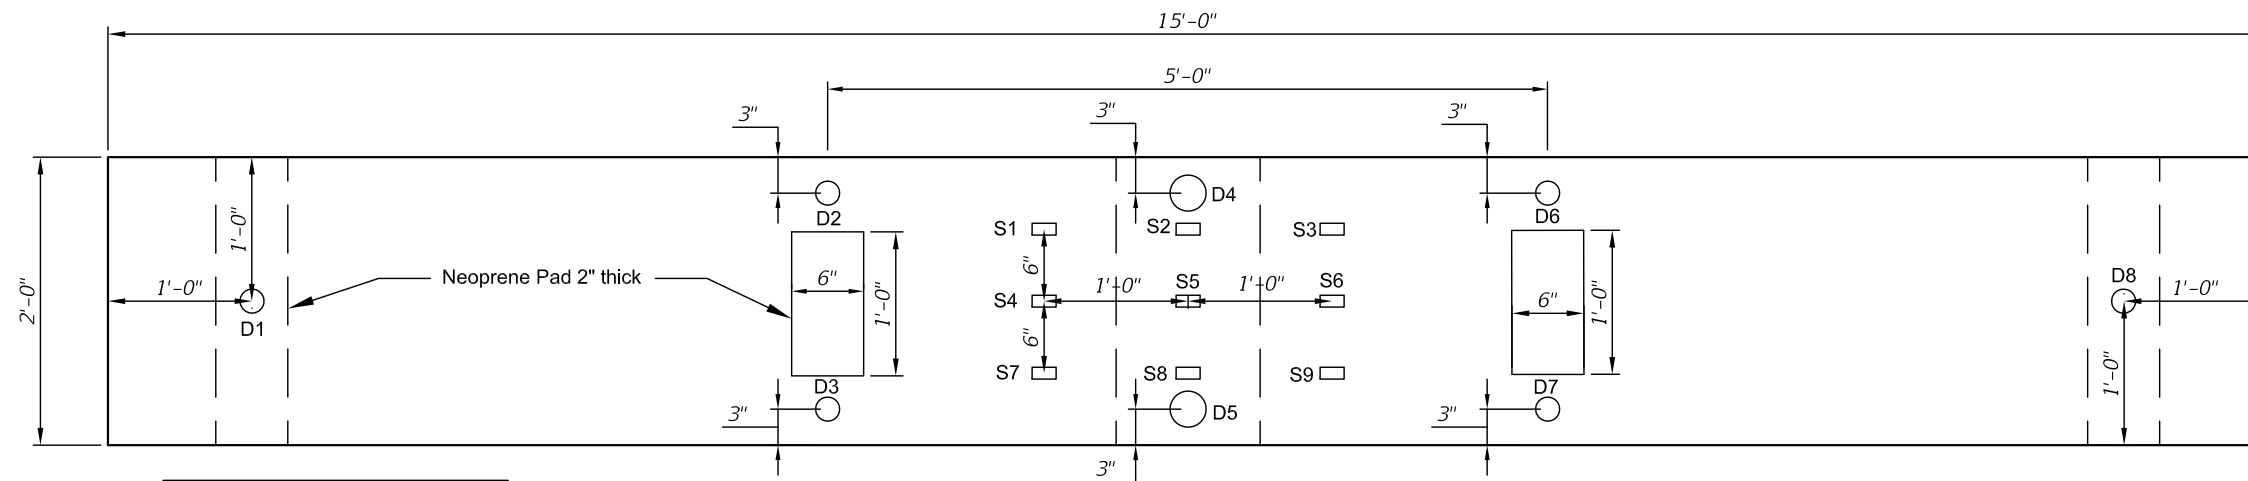 15'-0"
5'-0"
3" 3" 3"
D2 D4 D6
S1 S2 S3
2'-0" 1'-0" Neoprene Pad 2" thick 6" 1'-0" 6" 1'-0" S5 1'-0" S6 6" 1'-0" D8
1'-0" S4 1'-0"
D1
6" 1'-0"
S7 S8 S9
D3 D7
3" D5 3"
3"